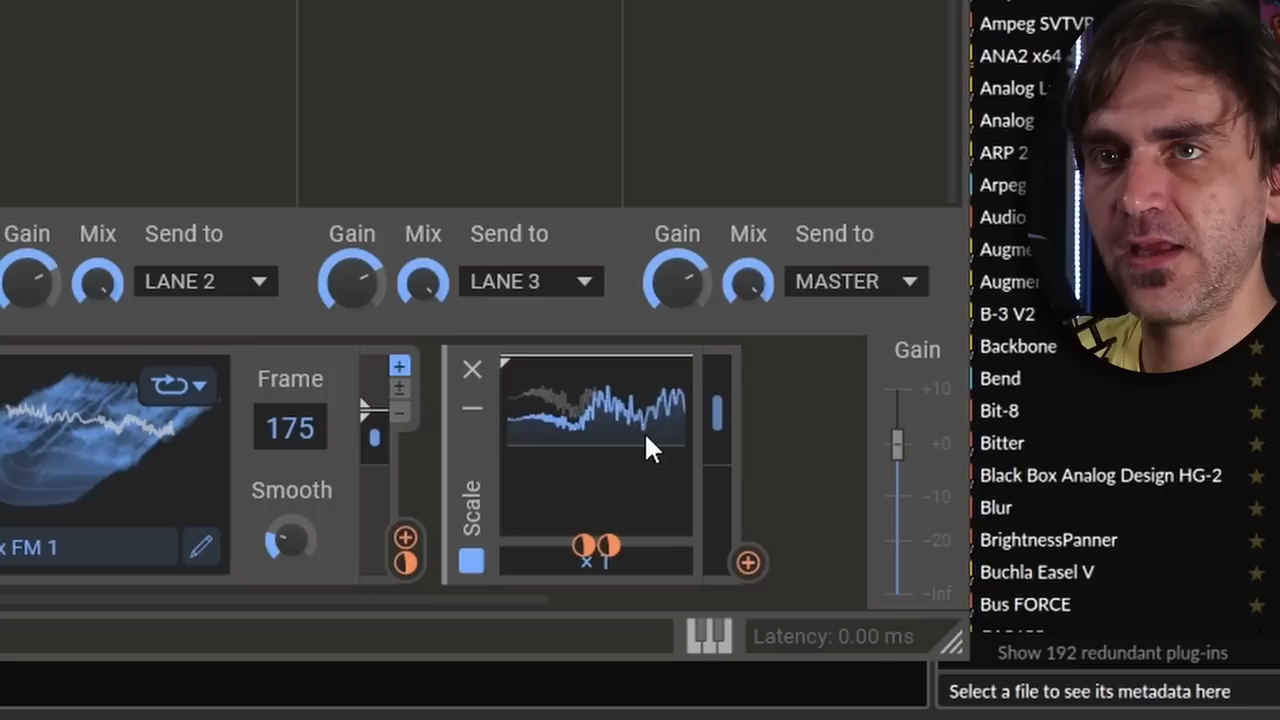 Ampeg SVTVR
ANA2 x64
Analog
Analog
ARP 2
Arpeg
Audio
Augme
Augmen
B-3 V2
Backbone
Bend
Bit-8
Bitter
Black Box Analog Design HG-2
Blur
BrightnessPanner
Buchla Easel V
Bus FORCE
Show 192 redundant plug-ins
Select a file to see its metadata here
Gain Mix Send to
LANE 2
Gain Mix Send to
LANE 3
Gain Mix Send to
MASTER
Frame
175
Smooth
x FM 1
+
±
-
Scale
Gain
+10
+0
-10
-20
-Inf
Latency: 0.00 ms